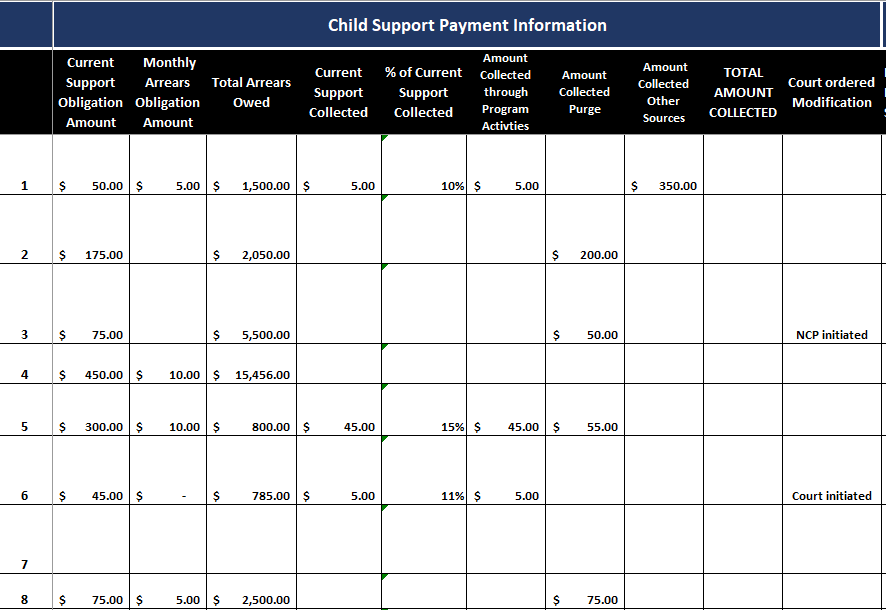 Child Support Payment Information
Current Support Obligation Amount | Monthly Arrears Obligation Amount | Total Arrears Owed | Current Support Collected | % of Current Support Collected | Amount Collected through Program Activties | Amount Collected Purge | Amount Collected Other Sources | TOTAL AMOUNT COLLECTED | Court ordered Modification
1 $ 50.00 $ 5.00 $ 1,500.00 $ 5.00 10% $ 5.00 $ 350.00
2 $ 175.00 $ 2,050.00 $ 200.00
3 $ 75.00 $ 5,500.00 $ 50.00 NCP initiated
4 $ 450.00 $ 10.00 $ 15,456.00
5 $ 300.00 $ 10.00 $ 800.00 $ 45.00 15% $ 45.00 $ 55.00
6 $ 45.00 $ - $ 785.00 $ 5.00 11% $ 5.00 Court initiated
7
8 $ 75.00 $ 5.00 $ 2,500.00 $ 75.00